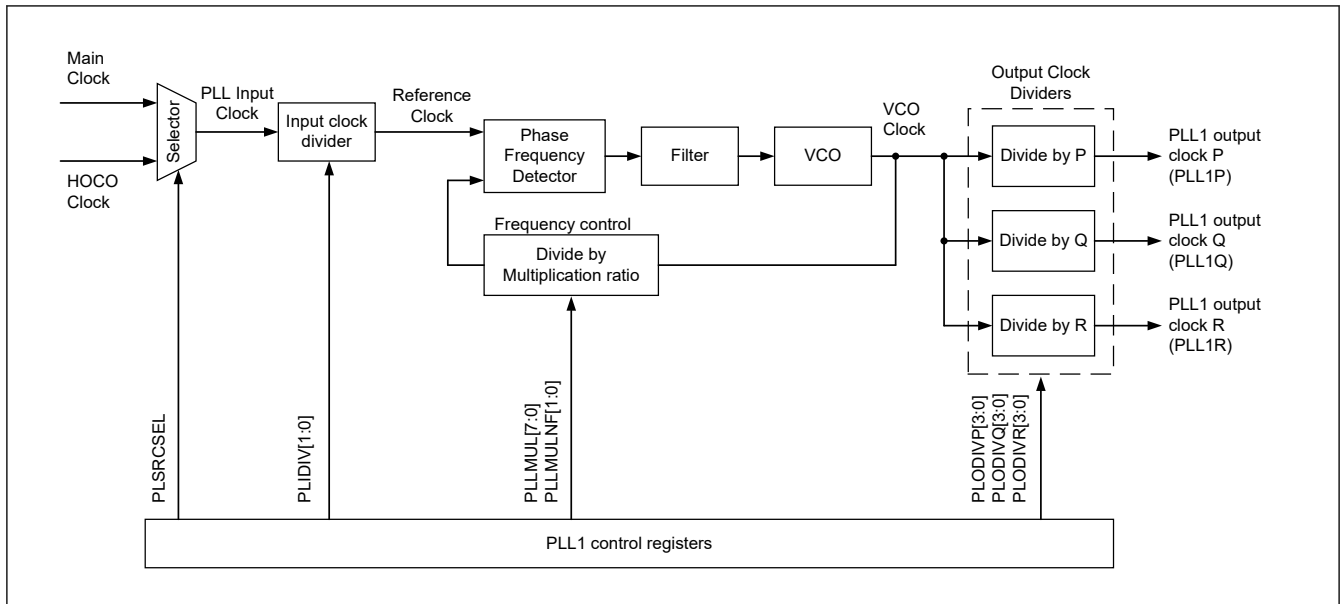 Main
Clock
HOCO
Clock
Selector
PLL Input
Clock
Input clock
divider
Reference
Clock
Phase
Frequency
Detector
Filter
VCO
VCO
Clock
Frequency control
Divide by
Multiplication ratio
Output Clock
Dividers
Divide by P
Divide by Q
Divide by R
PLL1 output
clock P
(PLL1P)
PLL1 output
clock Q
(PLL1Q)
PLL1 output
clock R
(PLL1R)
PLSRCSEL
PLIDIV[1:0]
PLLMUL[7:0]
PLLMULNF[1:0]
PLODIVP[3:0]
PLODIVQ[3:0]
PLODIVR[3:0]
PLL1 control registers